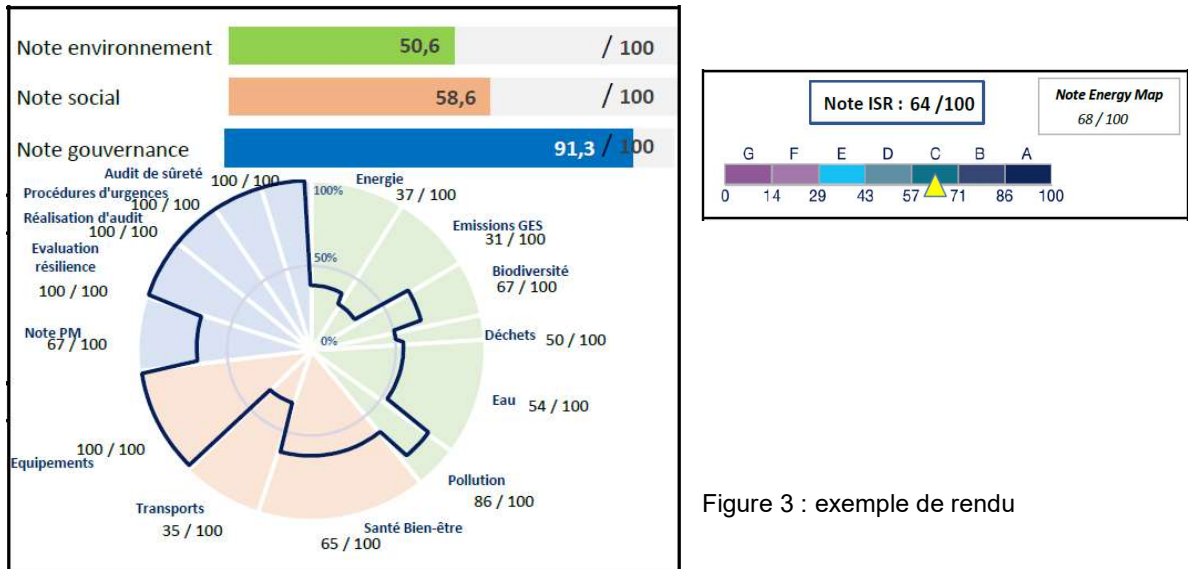 Note environnement 50,6 / 100
Note social 58,6 / 100
Note gouvernance 91,3 / 100
Audit de sûreté 100 / 100
Procédures d'urgences 100 / 100
Réalisation d'audit 100 / 100
Evaluation
résilience
100 / 100
Note PM
67 / 100
100 / 100
Equipements
Transports
35 / 100
Santé Bien-être
65 / 100
Pollution
86 / 100
Eau 54 / 100
Déchets 50 / 100
Biodiversité
67 / 100
Emissions GES
31 / 100
Energie
37 / 100
100%
50%
0%
Note ISR : 64 /100
Note Energy Map
68 / 100
G F E D C B A
0 14 29 43 57 71 86 100
Figure 3 : exemple de rendu